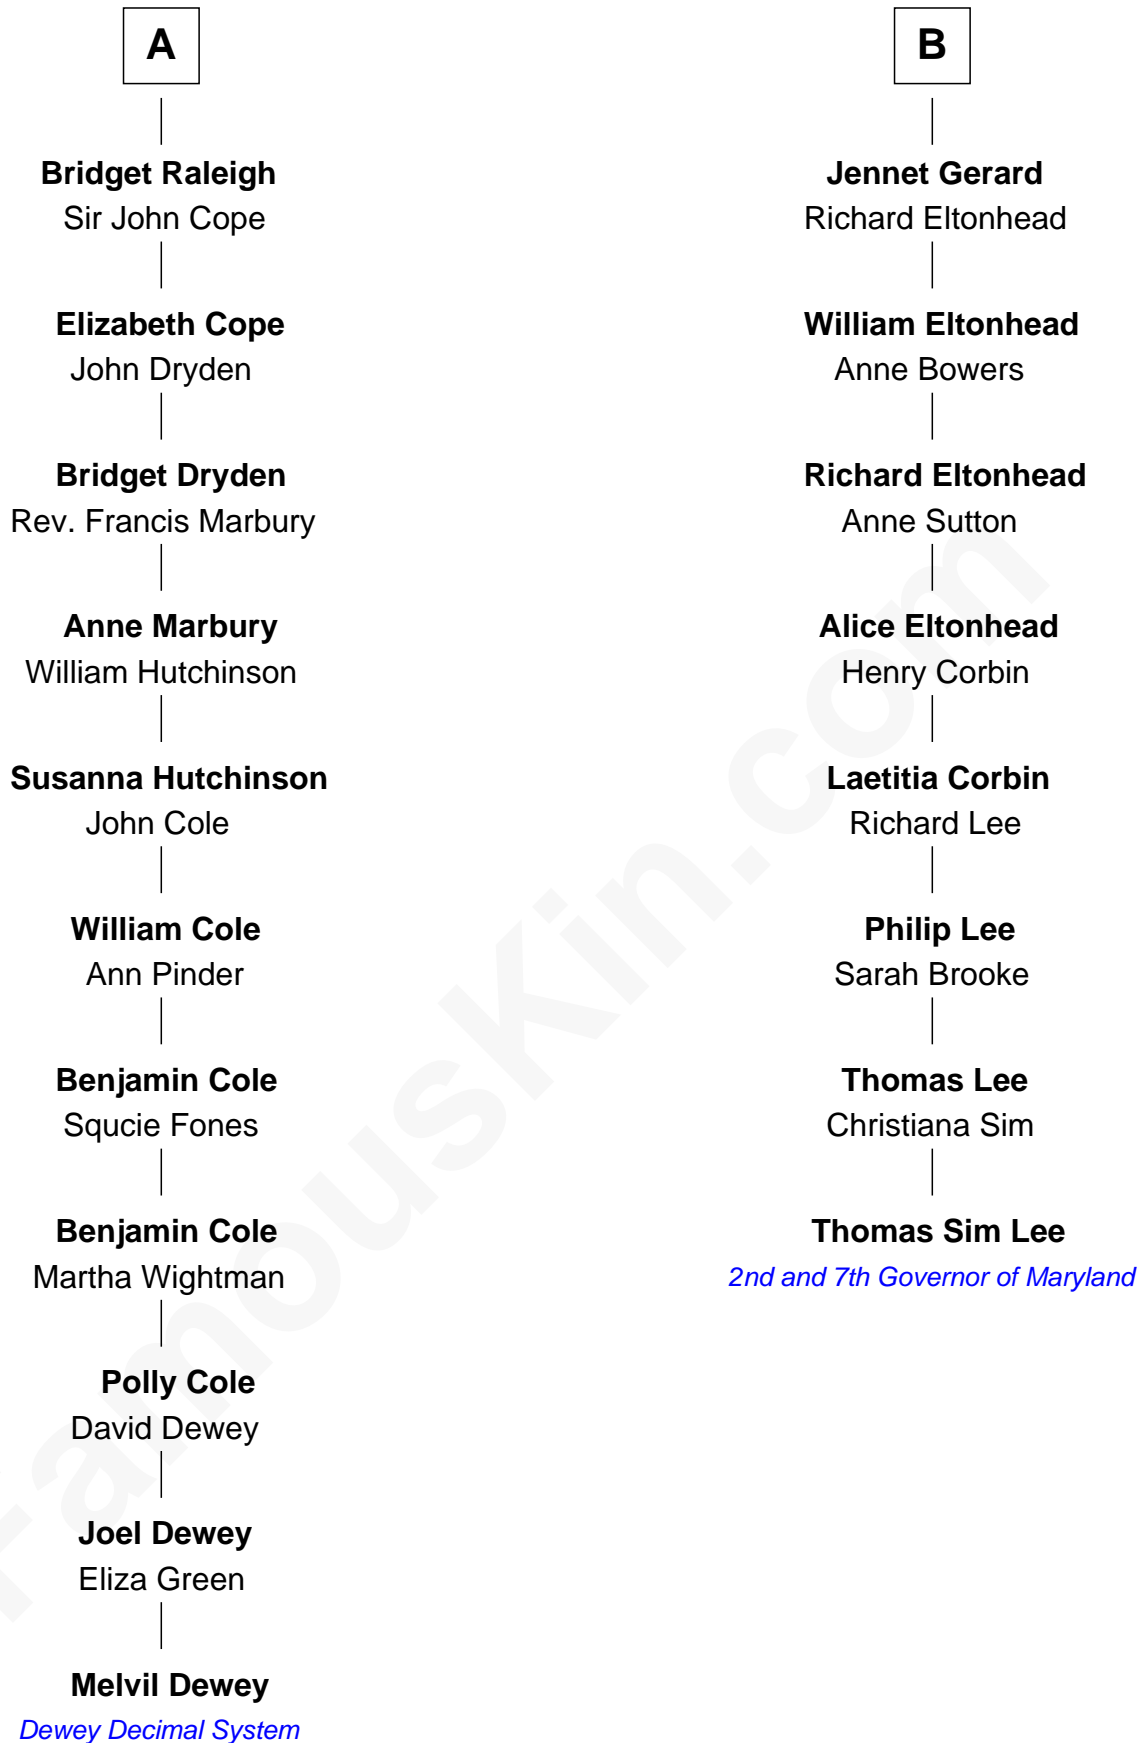 A
Bridget Raleigh
Sir John Cope
Elizabeth Cope
John Dryden
Bridget Dryden
Rev. Francis Marbury
Anne Marbury
William Hutchinson
Susanna Hutchinson
John Cole
William Cole
Ann Pinder
Benjamin Cole
Squcie Fones
Benjamin Cole
Martha Wightman
Polly Cole
David Dewey
Joel Dewey
Eliza Green
Melvil Dewey
Dewey Decimal System
B
Jennet Gerard
Richard Eltonhead
William Eltonhead
Anne Bowers
Richard Eltonhead
Anne Sutton
Alice Eltonhead
Henry Corbin
Laetitia Corbin
Richard Lee
Philip Lee
Sarah Brooke
Thomas Lee
Christiana Sim
Thomas Sim Lee
2nd and 7th Governor of Maryland
FamousKin.com